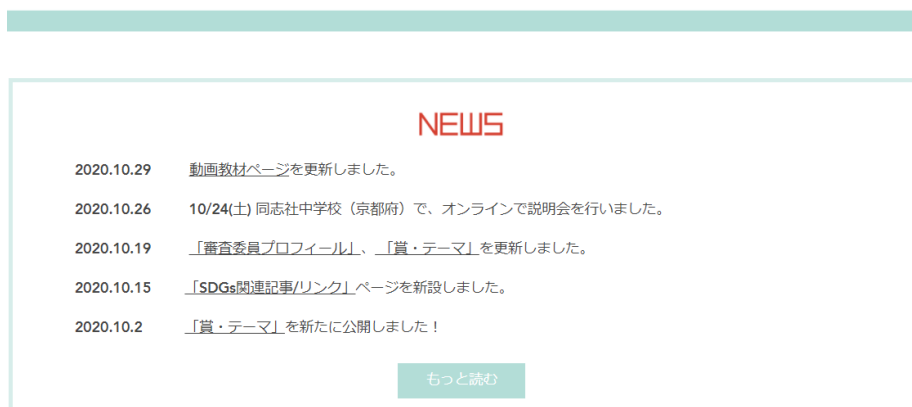 NEWS
2020.10.29 動画教材ページを更新しました。
2020.10.26 10/24(土) 同志社中学校（京都府）で、オンラインで説明会を行いました。
2020.10.19 「審査委員プロフィール」、「賞・テーマ」を更新しました。
2020.10.15 「SDGs関連記事/リンク」ページを新設しました。
2020.10.2 「賞・テーマ」を新たに公開しました！
もっと読む